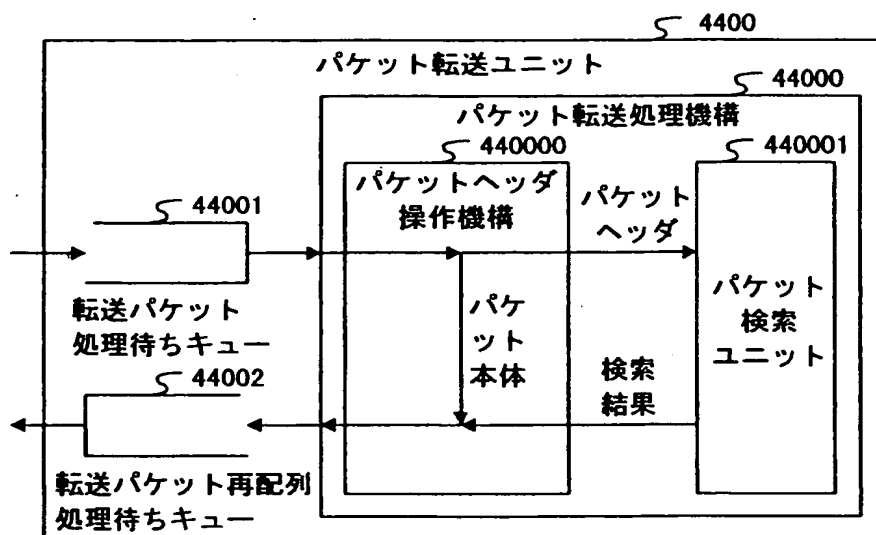 4400
パケット転送ユニット
44000
パケット転送処理機構
440000
440001
パケットヘッダ
操作機構
パケット
ヘッダ
44001
転送パケット
処理待ちキュー
パケ
ット
本体
パケット
検索
ユニット
検索
結果
44002
転送パケット再配列
処理待ちキュー